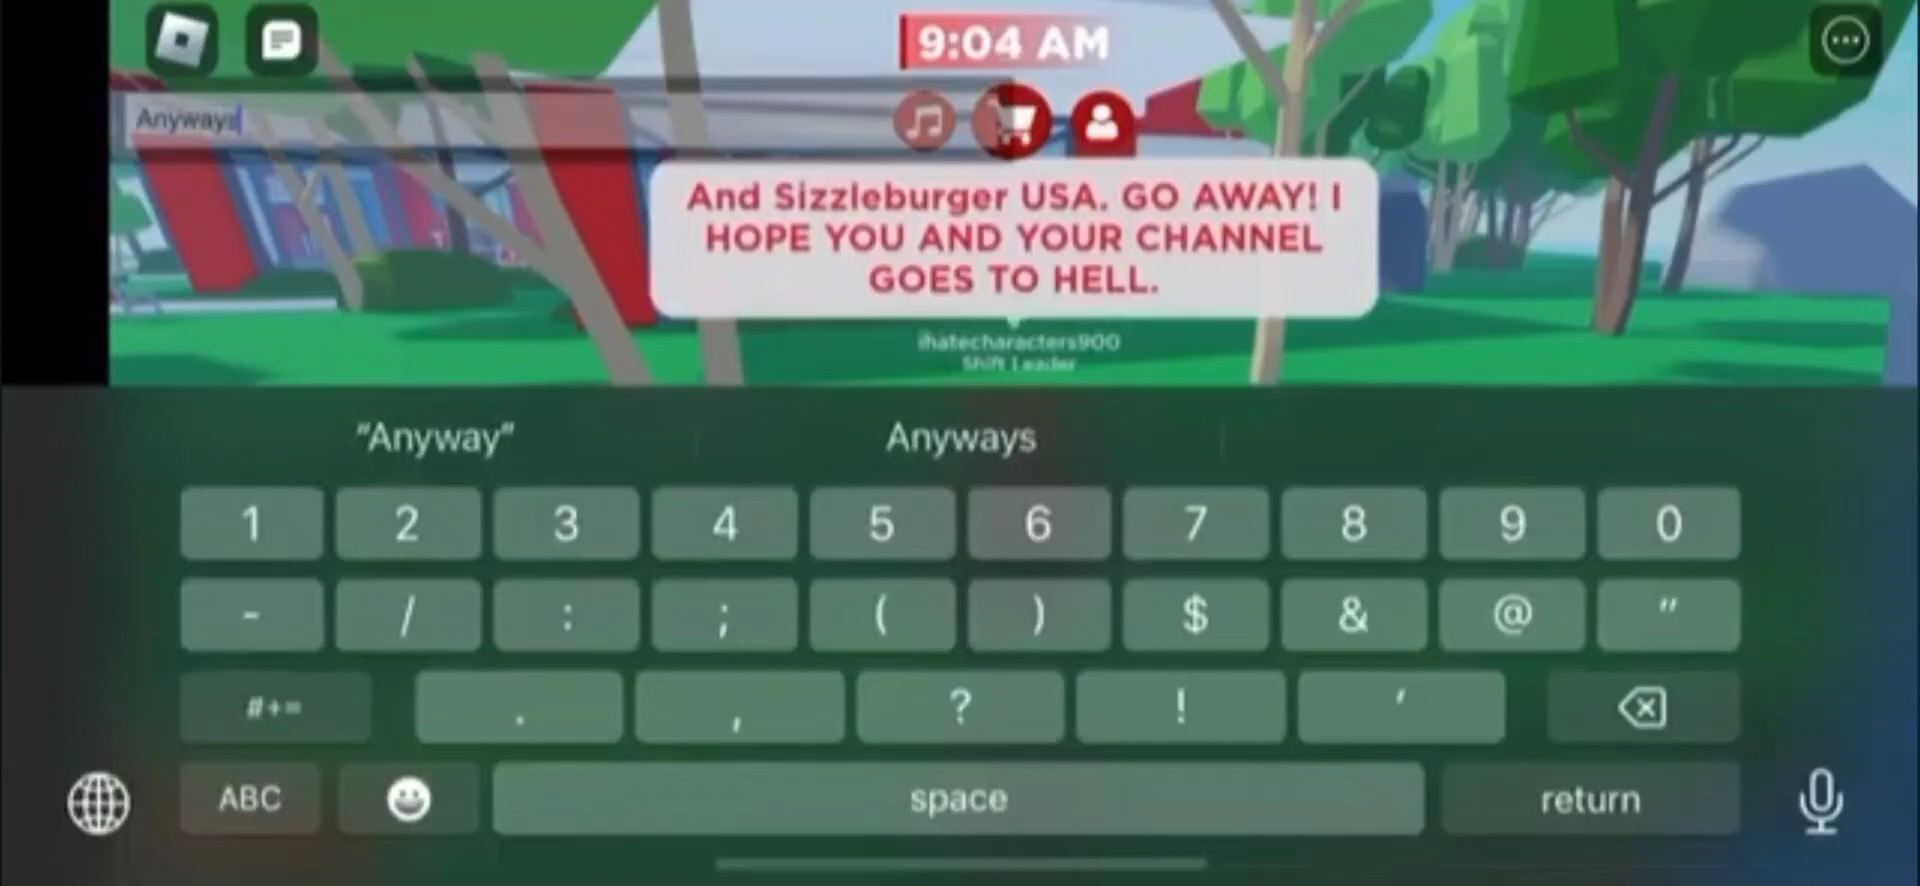 9:04 AM
Anyways
And Sizzleburger USA. GO AWAY! I
HOPE YOU AND YOUR CHANNEL
GOES TO HELL.
ihatecharacters900
Shift Leader
"Anyway"
Anyways
1 2 3 4 5 6 7 8 9 0
- / : ; ( ) $ & @ "
#+= . , ? ! '
ABC space return